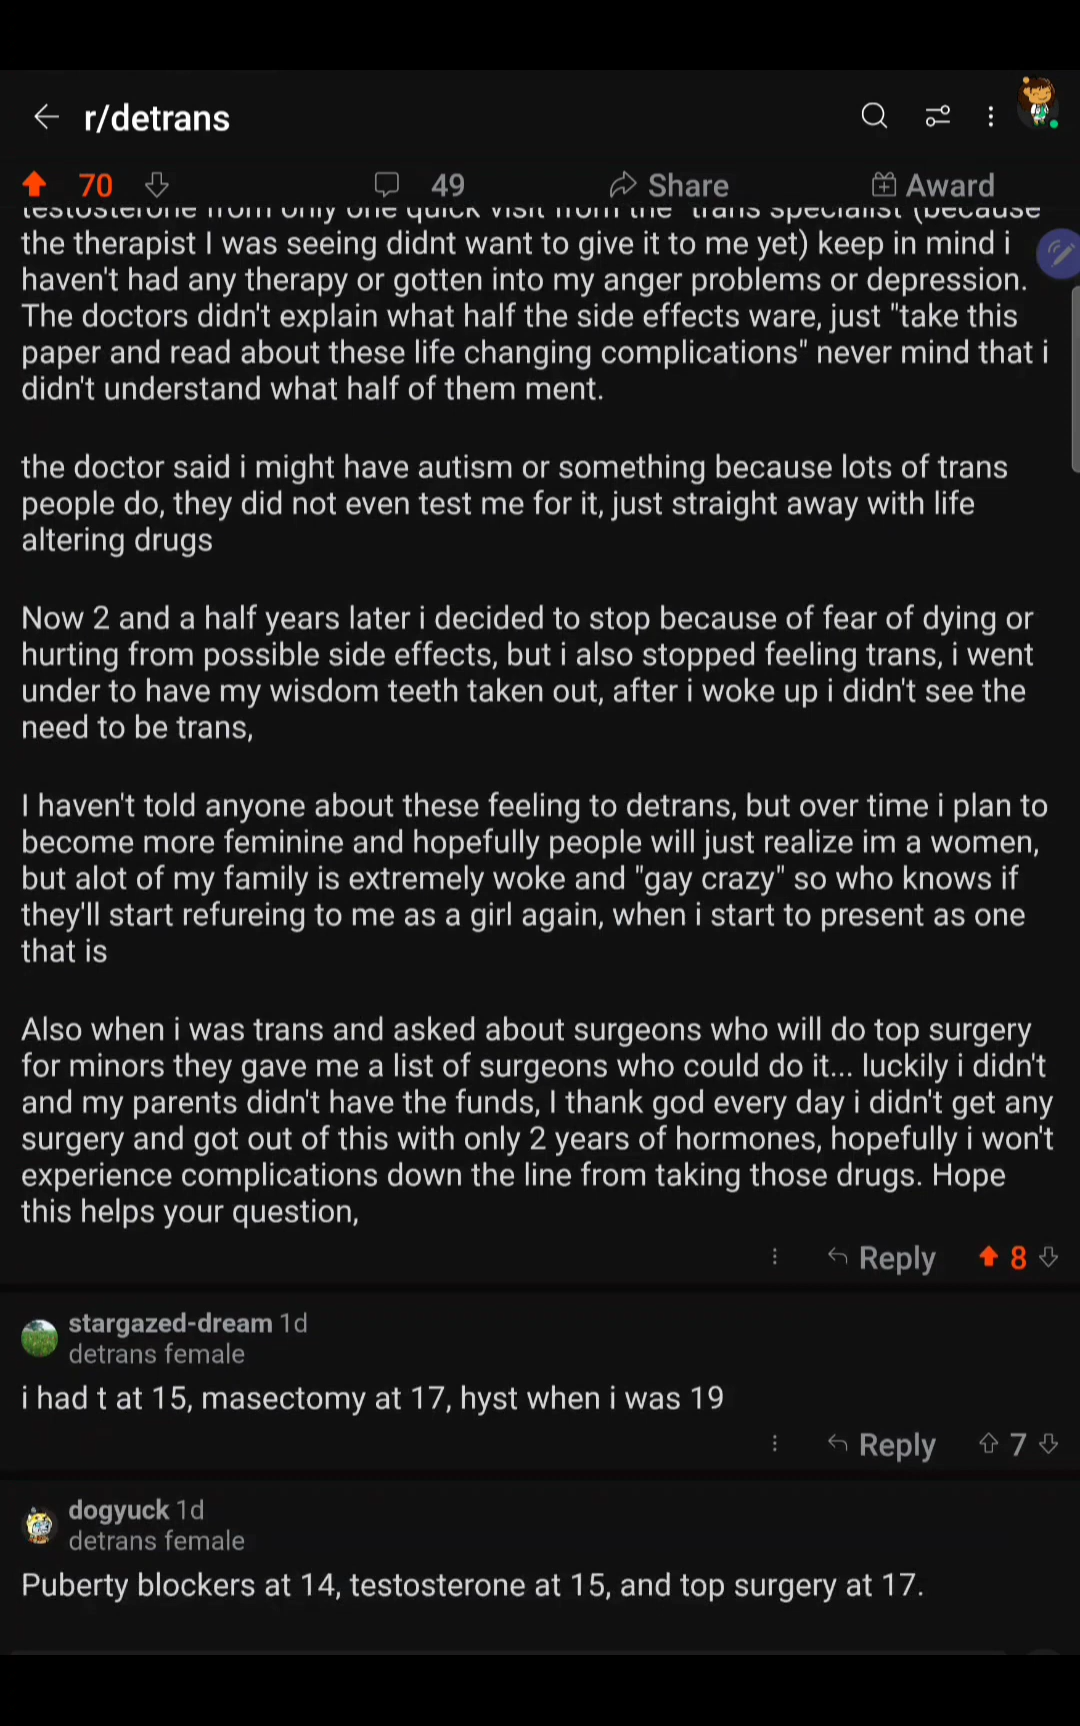 r/detrans
70 49 Share Award
testosterone from only one quick visit from the "trans specialist (because
the therapist I was seeing didnt want to give it to me yet) keep in mind i
haven't had any therapy or gotten into my anger problems or depression.
The doctors didn't explain what half the side effects ware, just "take this
paper and read about these life changing complications" never mind that i
didn't understand what half of them ment.
the doctor said i might have autism or something because lots of trans
people do, they did not even test me for it, just straight away with life
altering drugs
Now 2 and a half years later i decided to stop because of fear of dying or
hurting from possible side effects, but i also stopped feeling trans, i went
under to have my wisdom teeth taken out, after i woke up i didn't see the
need to be trans,
I haven't told anyone about these feeling to detrans, but over time i plan to
become more feminine and hopefully people will just realize im a women,
but alot of my family is extremely woke and "gay crazy" so who knows if
they'll start refureing to me as a girl again, when i start to present as one
that is
Also when i was trans and asked about surgeons who will do top surgery
for minors they gave me a list of surgeons who could do it... luckily i didn't
and my parents didn't have the funds, I thank god every day i didn't get any
surgery and got out of this with only 2 years of hormones, hopefully i won't
experience complications down the line from taking those drugs. Hope
this helps your question,
Reply 8
stargazed-dream 1d
detrans female
i had t at 15, masectomy at 17, hyst when i was 19
Reply 7
dogyuck 1d
detrans female
Puberty blockers at 14, testosterone at 15, and top surgery at 17.